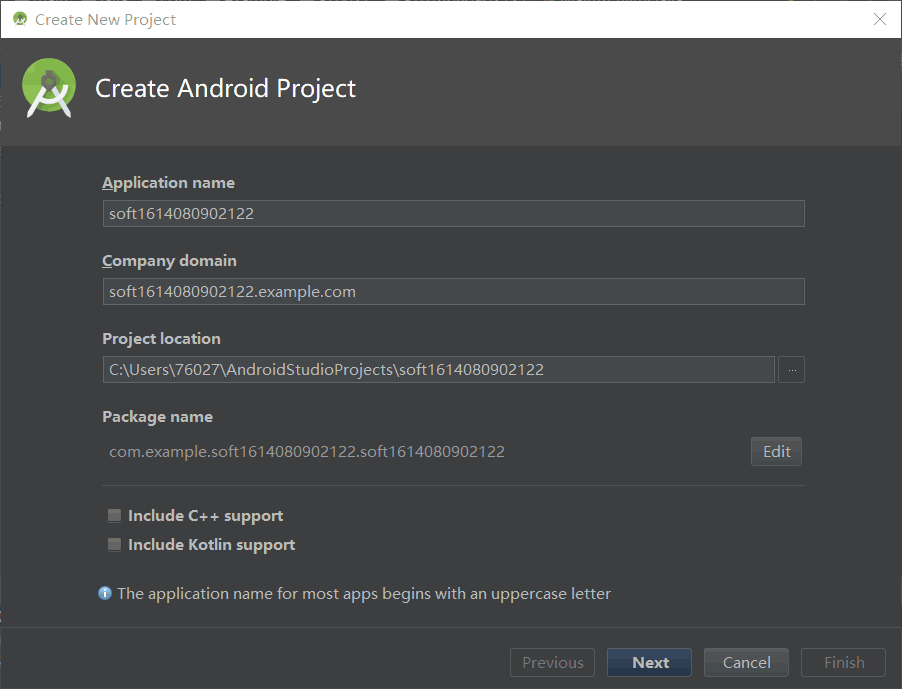 Create New Project
Create Android Project
Application name
soft1614080902122
Company domain
soft1614080902122.example.com
Project location
C:\Users\76027\AndroidStudioProjects\soft1614080902122
...
Package name
com.example.soft1614080902122.soft1614080902122
Edit
Include C++ support
Include Kotlin support
The application name for most apps begins with an uppercase letter
Previous Next Cancel Finish